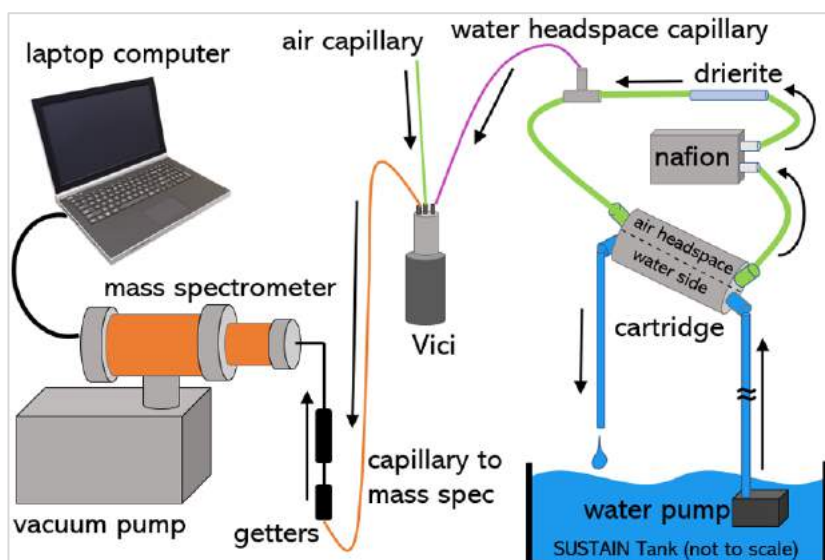 laptop computer
air capillary
water headspace capillary
drierite
nafion
air headspace
water side
cartridge
mass spectrometer
Vici
capillary to
mass spec
getters
vacuum pump
water pump
SUSTAIN Tank (not to scale)